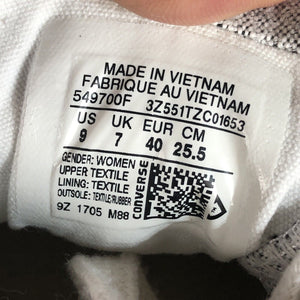 MADE IN VIETNAM
FABRIQUE AU VIETNAM
549700F 3Z551TZC01653
US UK EUR CM
9 7 40 25.5
GENDER: WOMEN
UPPER TEXTILE
LINING: TEXTILE
OUTSOLE: TEXTILE/RUBBER
9Z 1705 M88
CONVERSE